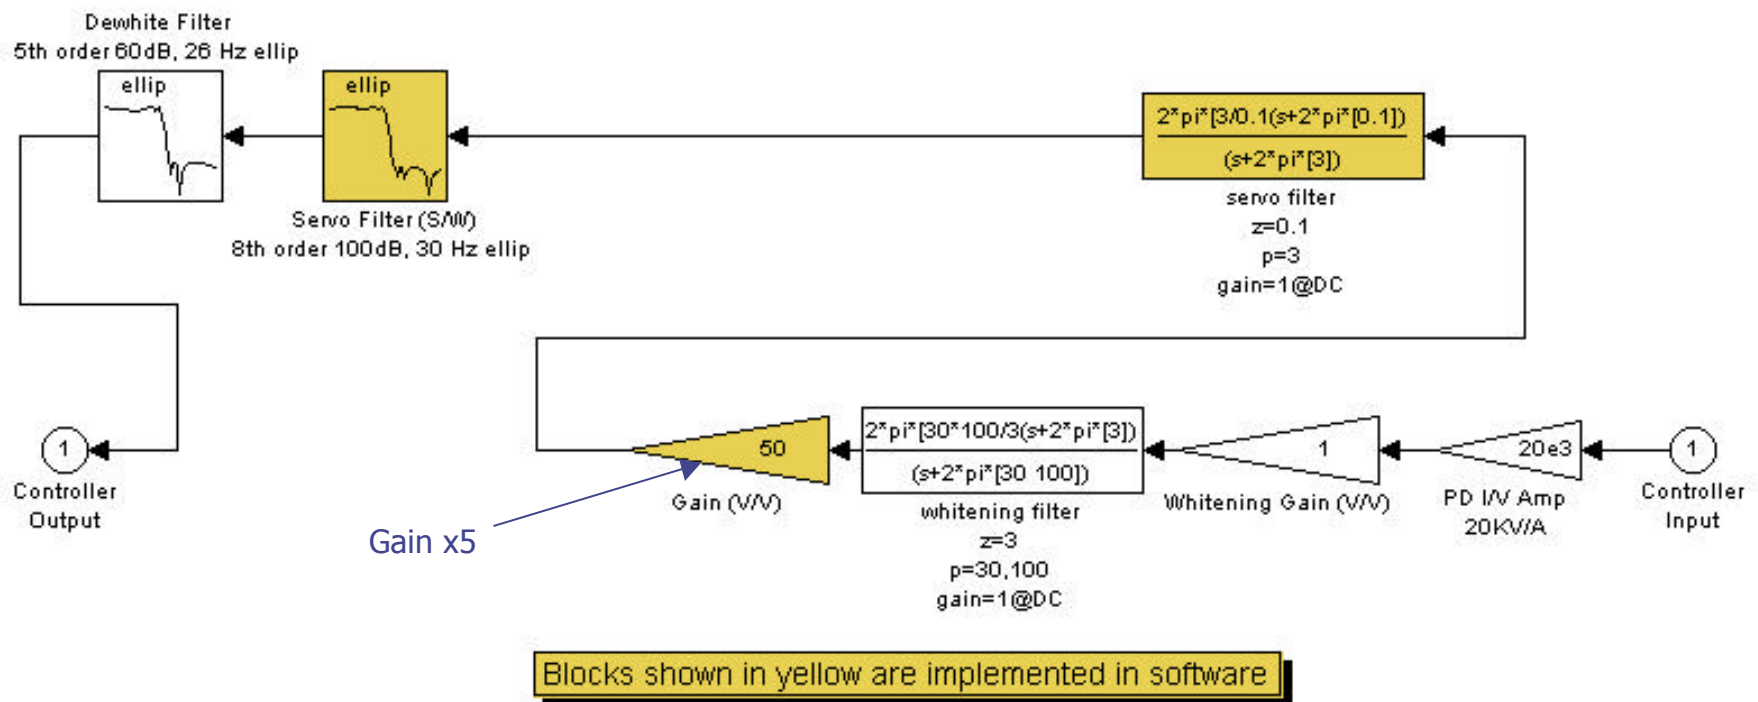 Dewhite Filter
5th order 60dB, 26 Hz ellip
ellip
ellip
Servo Filter (S/W)
8th order 100dB, 30 Hz ellip
2*pi*[3/0.1(s+2*pi*[0.1])
(s+2*pi*[3])
servo filter
z=0.1
p=3
gain=1@DC
1
Controller
Output
50
Gain (V/V)
Gain x5
2*pi*[30*100/3(s+2*pi*[3])
(s+2*pi*[30 100])
whitening filter
z=3
p=30,100
gain=1@DC
1
Whitening Gain (V/V)
20e3
PD I/V Amp
20KV/A
1
Controller
Input
Blocks shown in yellow are implemented in software